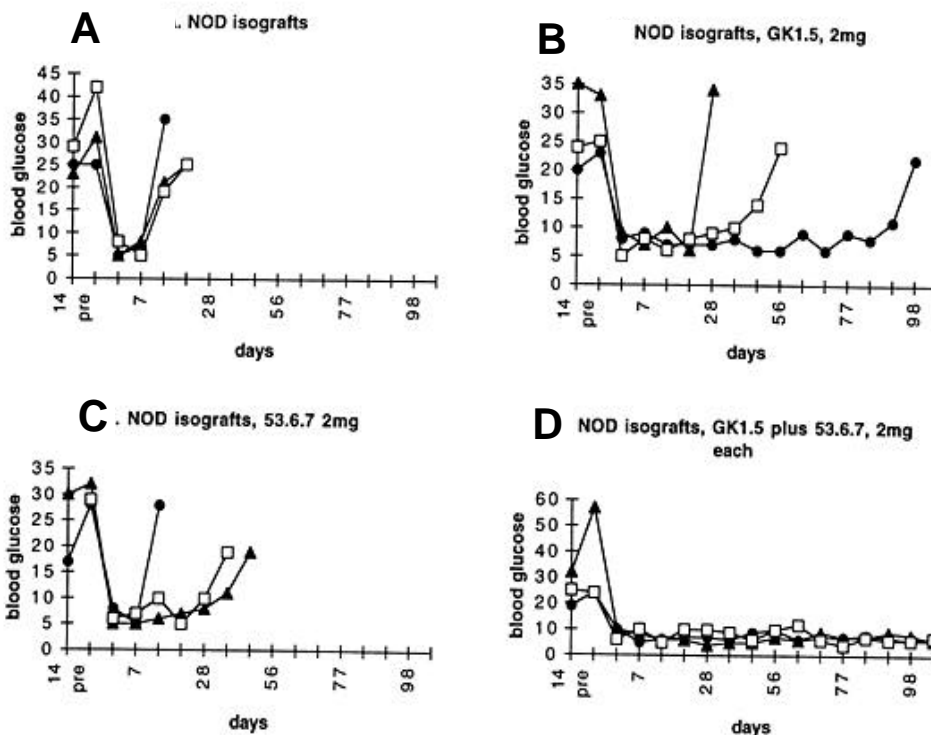 A
. NOD isografts
45
40
35
30
25
20
15
10
5
0
blood glucose
14
pre
7
28
56
77
98
days
B
NOD isografts, GK1.5, 2mg
35
30
25
20
15
10
5
0
blood glucose
14
pre
7
28
56
77
98
days
C
. NOD isografts, 53.6.7 2mg
35
30
25
20
15
10
5
0
blood glucose
14
pre
7
28
56
77
98
days
D
NOD isografts, GK1.5 plus 53.6.7, 2mg
each
60
50
40
30
20
10
0
blood glucose
14
pre
7
28
56
77
98
days